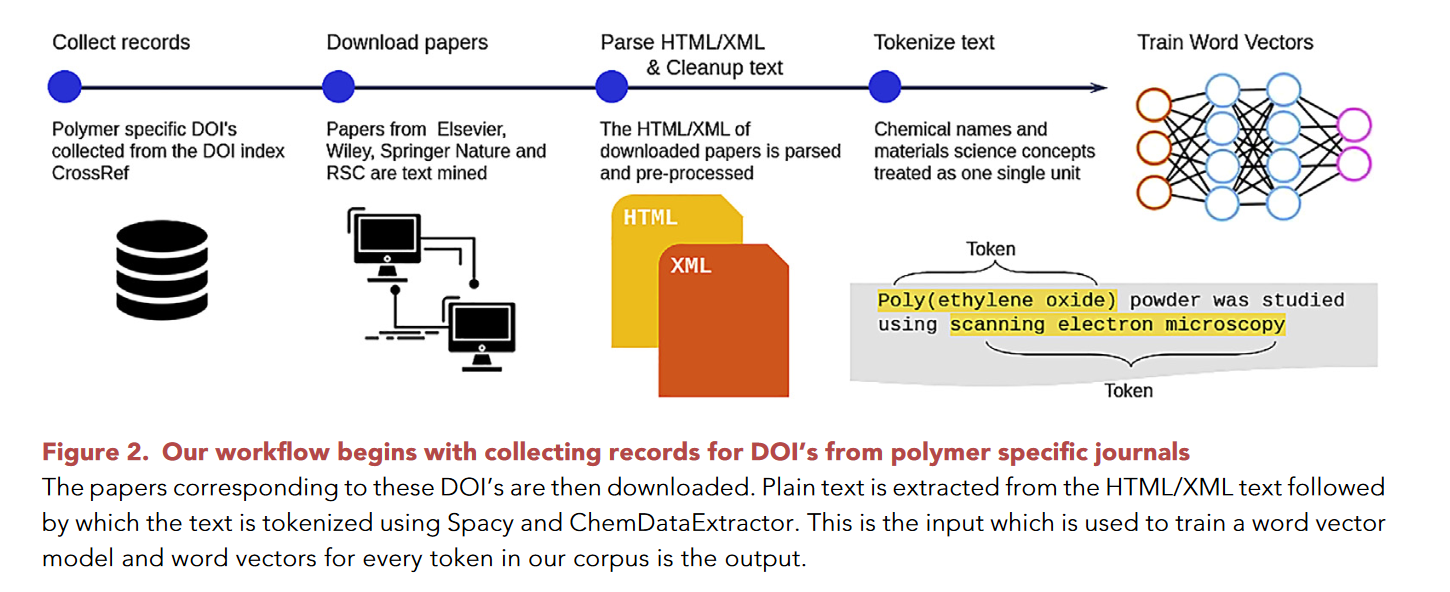 Collect records
Download papers
Parse HTML/XML
& Cleanup text
Tokenize text
Train Word Vectors
Polymer specific DOI's
collected from the DOI index
CrossRef
Papers from Elsevier,
Wiley, Springer Nature and
RSC are text mined
The HTML/XML of
downloaded papers is parsed
and pre-processed
Chemical names and
materials science concepts
treated as one single unit
HTML
XML
Token
Poly(ethylene oxide) powder was studied
using scanning electron microscopy
Token
Figure 2. Our workflow begins with collecting records for DOI's from polymer specific journals
The papers corresponding to these DOI's are then downloaded. Plain text is extracted from the HTML/XML text followed
by which the text is tokenized using Spacy and ChemDataExtractor. This is the input which is used to train a word vector
model and word vectors for every token in our corpus is the output.